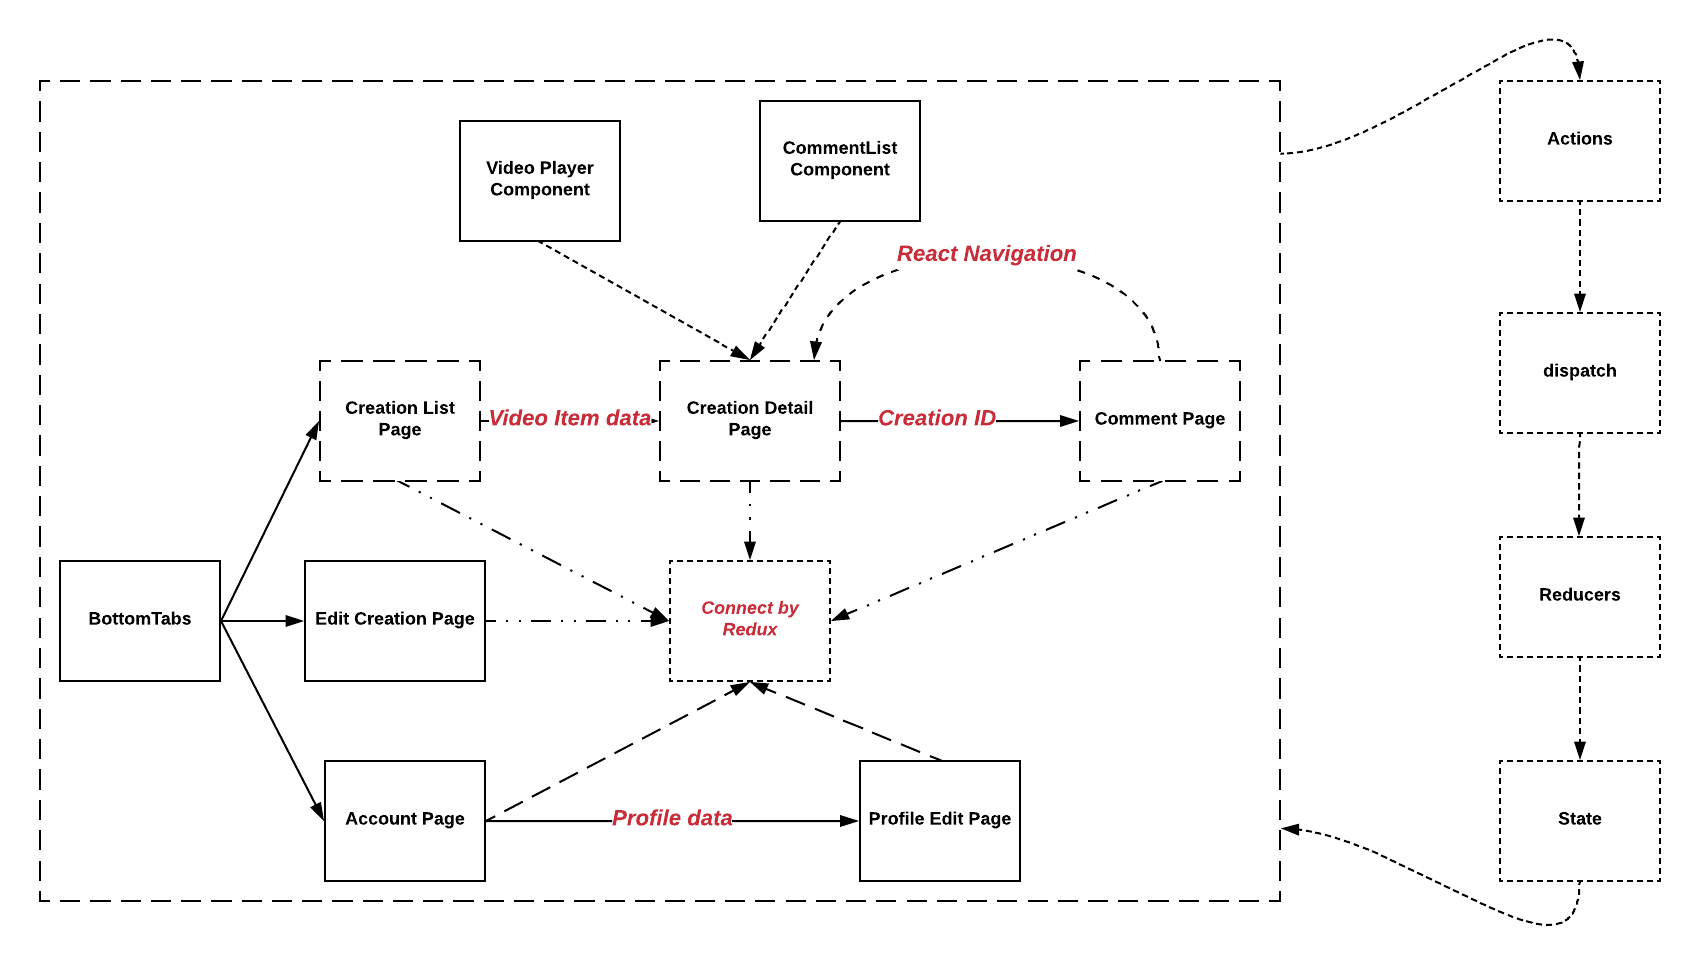 Actions
CommentList
Component
Video Player
Component
React Navigation
dispatch
Creation List
Page
Video Item data
Creation Detail
Page
Creation ID
Comment Page
Reducers
BottomTabs
Edit Creation Page
Connect by
Redux
Account Page
Profile data
Profile Edit Page
State